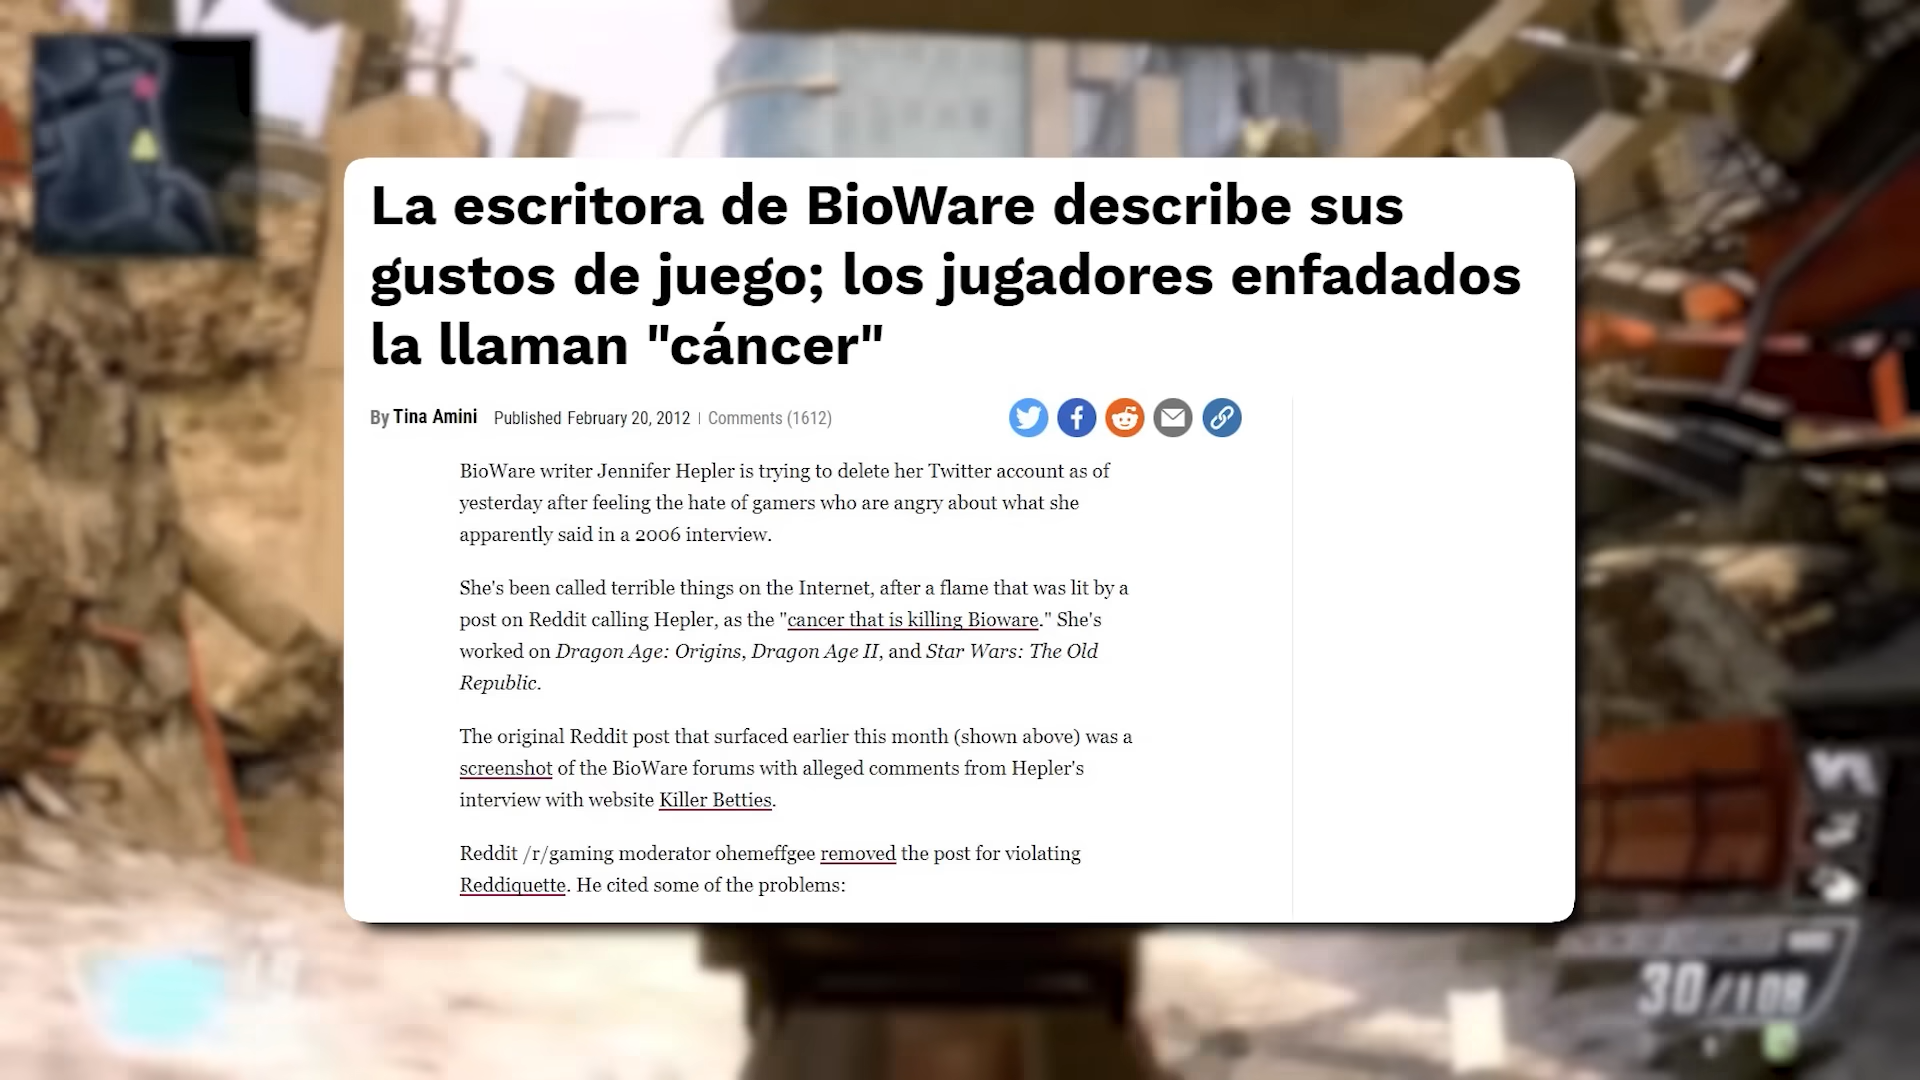 La escritora de BioWare describe sus
gustos de juego; los jugadores enfadados
la llaman "cáncer"
By Tina Amini Published February 20, 2012 | Comments (1612)
BioWare writer Jennifer Hepler is trying to delete her Twitter account as of
yesterday after feeling the hate of gamers who are angry about what she
apparently said in a 2006 interview.
She's been called terrible things on the Internet, after a flame that was lit by a
post on Reddit calling Hepler, as the "cancer that is killing Bioware." She's
worked on Dragon Age: Origins, Dragon Age II, and Star Wars: The Old
Republic.
The original Reddit post that surfaced earlier this month (shown above) was a
screenshot of the BioWare forums with alleged comments from Hepler's
interview with website Killer Betties.
Reddit /r/gaming moderator ohemeffgee removed the post for violating
Reddiquette. He cited some of the problems:
30/108